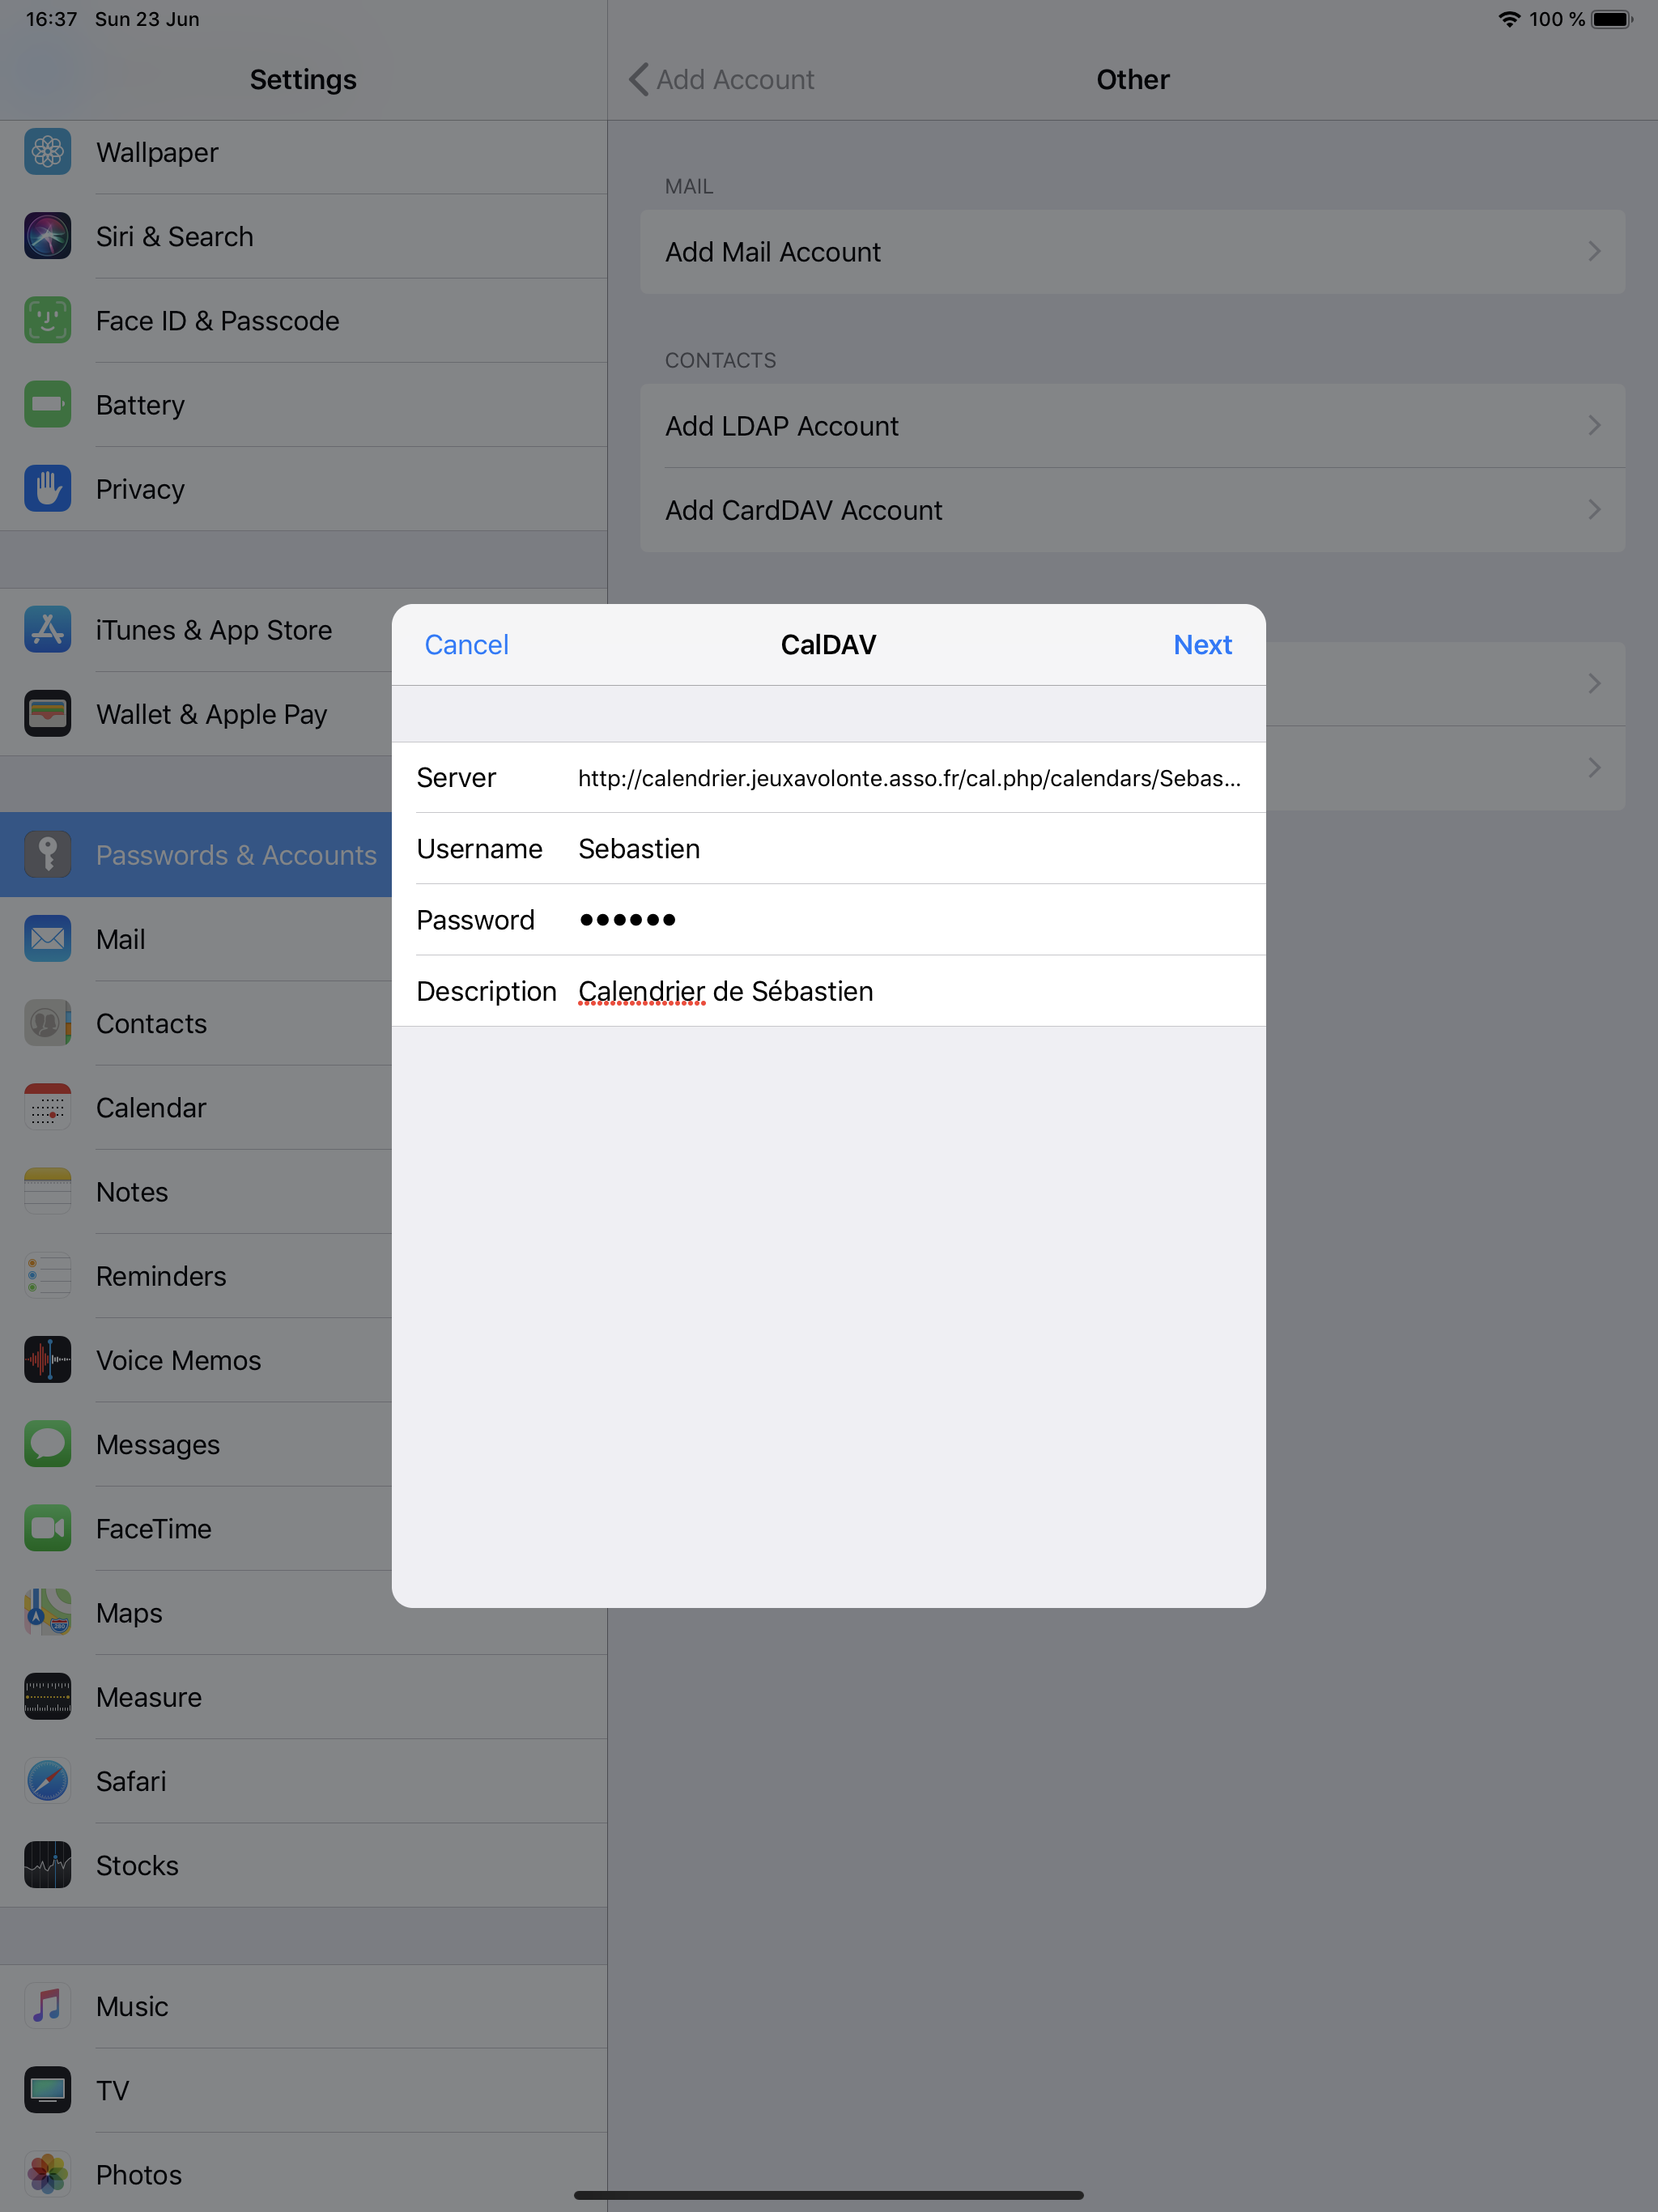 16:37 Sun 23 Jun
100 %
Settings
Wallpaper
Siri & Search
Face ID & Passcode
Battery
Privacy
iTunes & App Store
Wallet & Apple Pay
Passwords & Accounts
Mail
Contacts
Calendar
Notes
Reminders
Voice Memos
Messages
FaceTime
Maps
Measure
Safari
Stocks
Music
TV
Photos
Add Account
Other
MAIL
Add Mail Account
CONTACTS
Add LDAP Account
Add CardDAV Account
Cancel CalDAV Next
Server http://calendrier.jeuxavolonte.asso.fr/cal.php/calendars/Sebas...
Username Sebastien
Password ●●●●●●
Description Calendrier de Sébastien